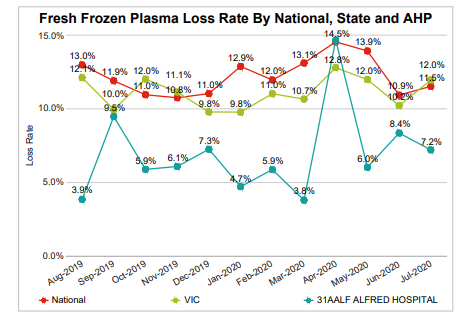 Fresh Frozen Plasma Loss Rate By National, State and AHP
15.0%
10.0%
5.0%
0.0%
Loss Rate
13.0% 11.9% 11.0% 10.8% 11.0% 12.9% 12.0% 13.1% 14.5% 13.9% 10.9% 11.5%
12.1% 10.0% 12.0% 11.1% 9.8% 9.8% 11.0% 10.7% 12.8% 12.0% 10.2% 12.0%
3.9% 9.5% 5.9% 6.1% 7.3% 4.7% 5.9% 3.8% 6.0% 8.4% 7.2%
Aug-2019 Sep-2019 Oct-2019 Nov-2019 Dec-2019 Jan-2020 Feb-2020 Mar-2020 Apr-2020 May-2020 Jun-2020 Jul-2020
National VIC 31AALF ALFRED HOSPITAL